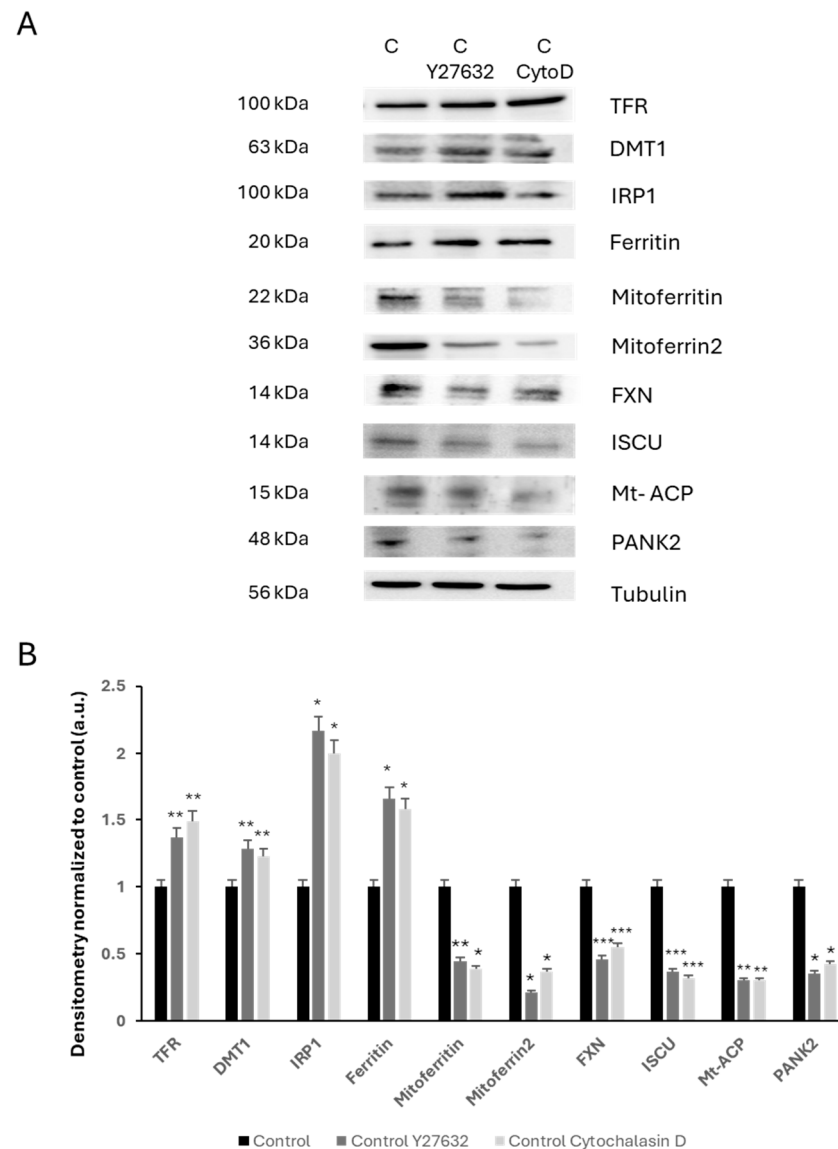 A
C C C
Y27632 CytoD
100 kDa TFR
63 kDa DMT1
100 kDa IRP1
20 kDa Ferritin
22 kDa Mitoferritin
36 kDa Mitoferrin2
14 kDa FXN
14 kDa ISCU
15 kDa Mt- ACP
48 kDa PANK2
56 kDa Tubulin
B
Densitometry normalized to control (a.u.)
2.5
2
1.5
1
0.5
0
** ** ** ** * * * * ** * * * *** *** *** *** ** ** * *
TFR DMT1 IRP1 Ferritin Mitoferritin Mitoferrin2 FXN ISCU Mt-ACP PANK2
Control Control Y27632 Control Cytochalasin D